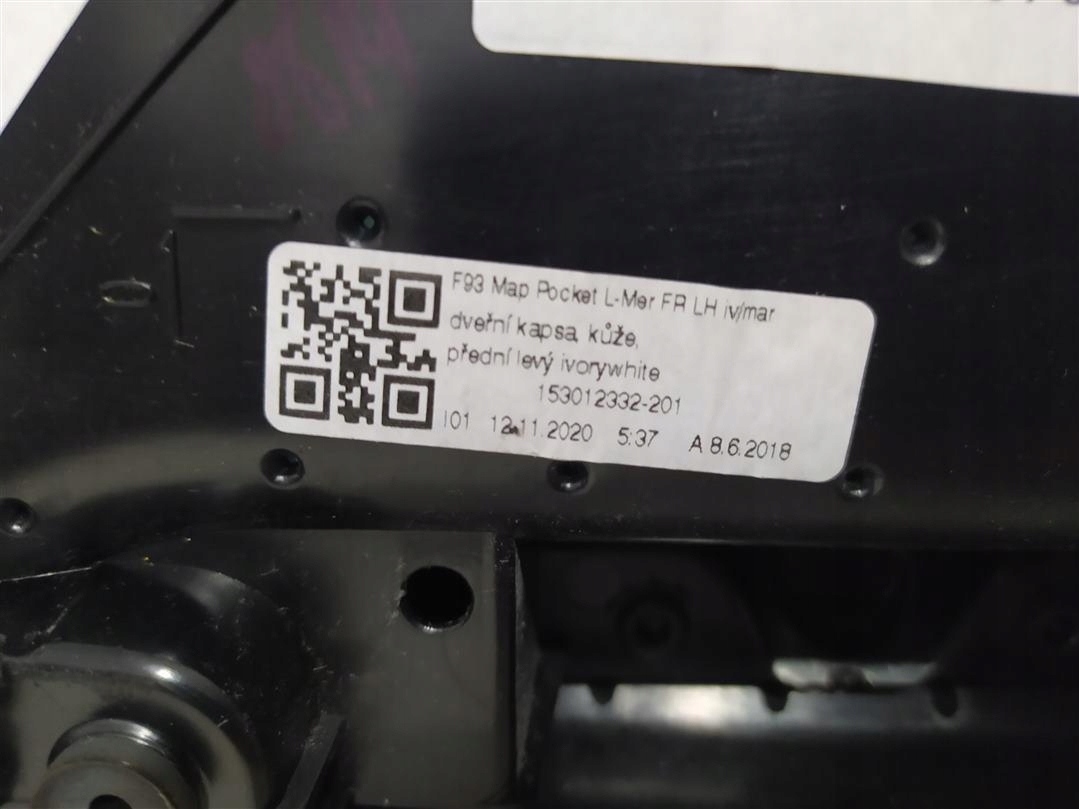 F93 Map Pocket L-Mer FR LH iv/mar
dveřní kapsa, kůže,
přední levý ivorywhite
153012332-201
I01 12.11.2020 5:37 A 8.6.2018